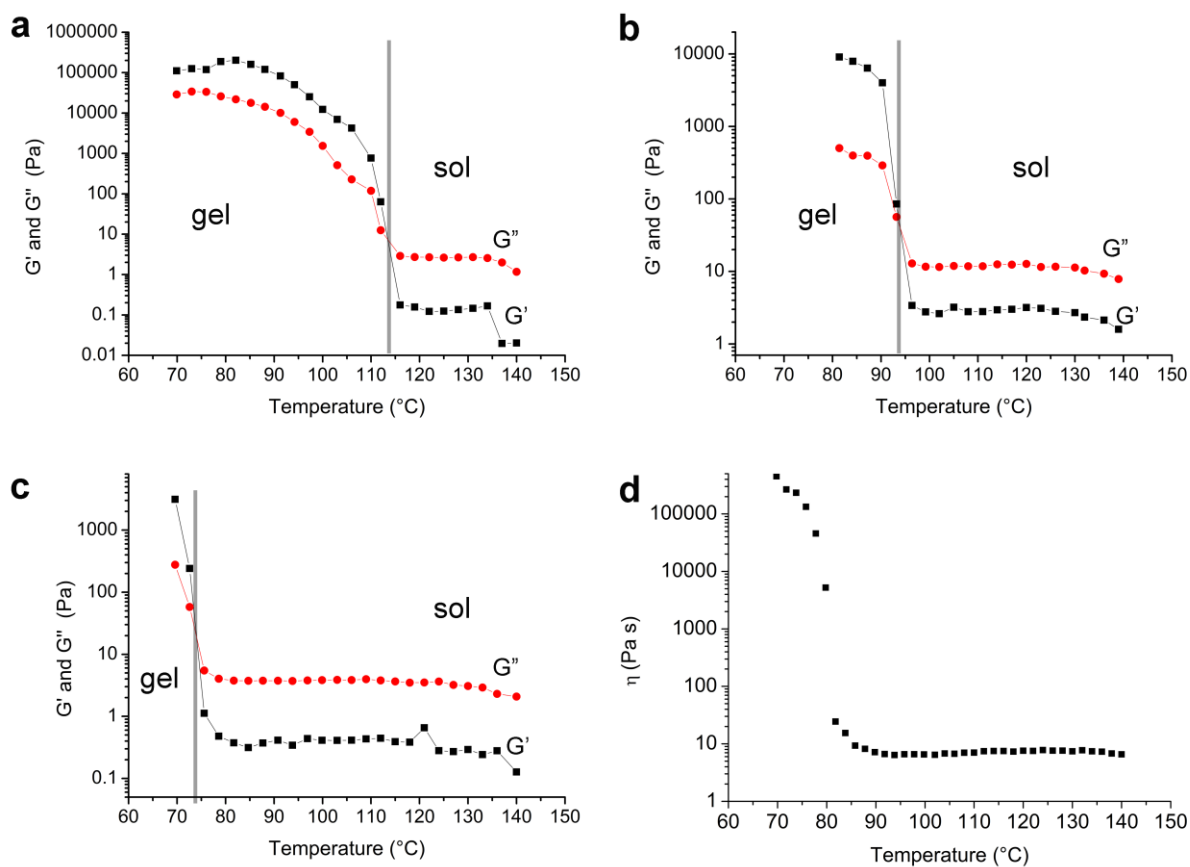 a
1000000
100000
10000
1000
100
10
1
0.1
0.01
G' and G'' (Pa)
gel
sol
G”
G’
60 70 80 90 100 110 120 130 140 150
Temperature (°C)
b
10000
1000
100
10
1
G' and G'' (Pa)
gel
sol
G”
G’
60 70 80 90 100 110 120 130 140 150
Temperature (°C)
c
1000
100
10
1
0.1
G' and G'' (Pa)
gel
sol
G”
G’
60 70 80 90 100 110 120 130 140 150
Temperature (°C)
d
100000
10000
1000
100
10
1
η (Pa s)
60 70 80 90 100 110 120 130 140 150
Temperature (°C)